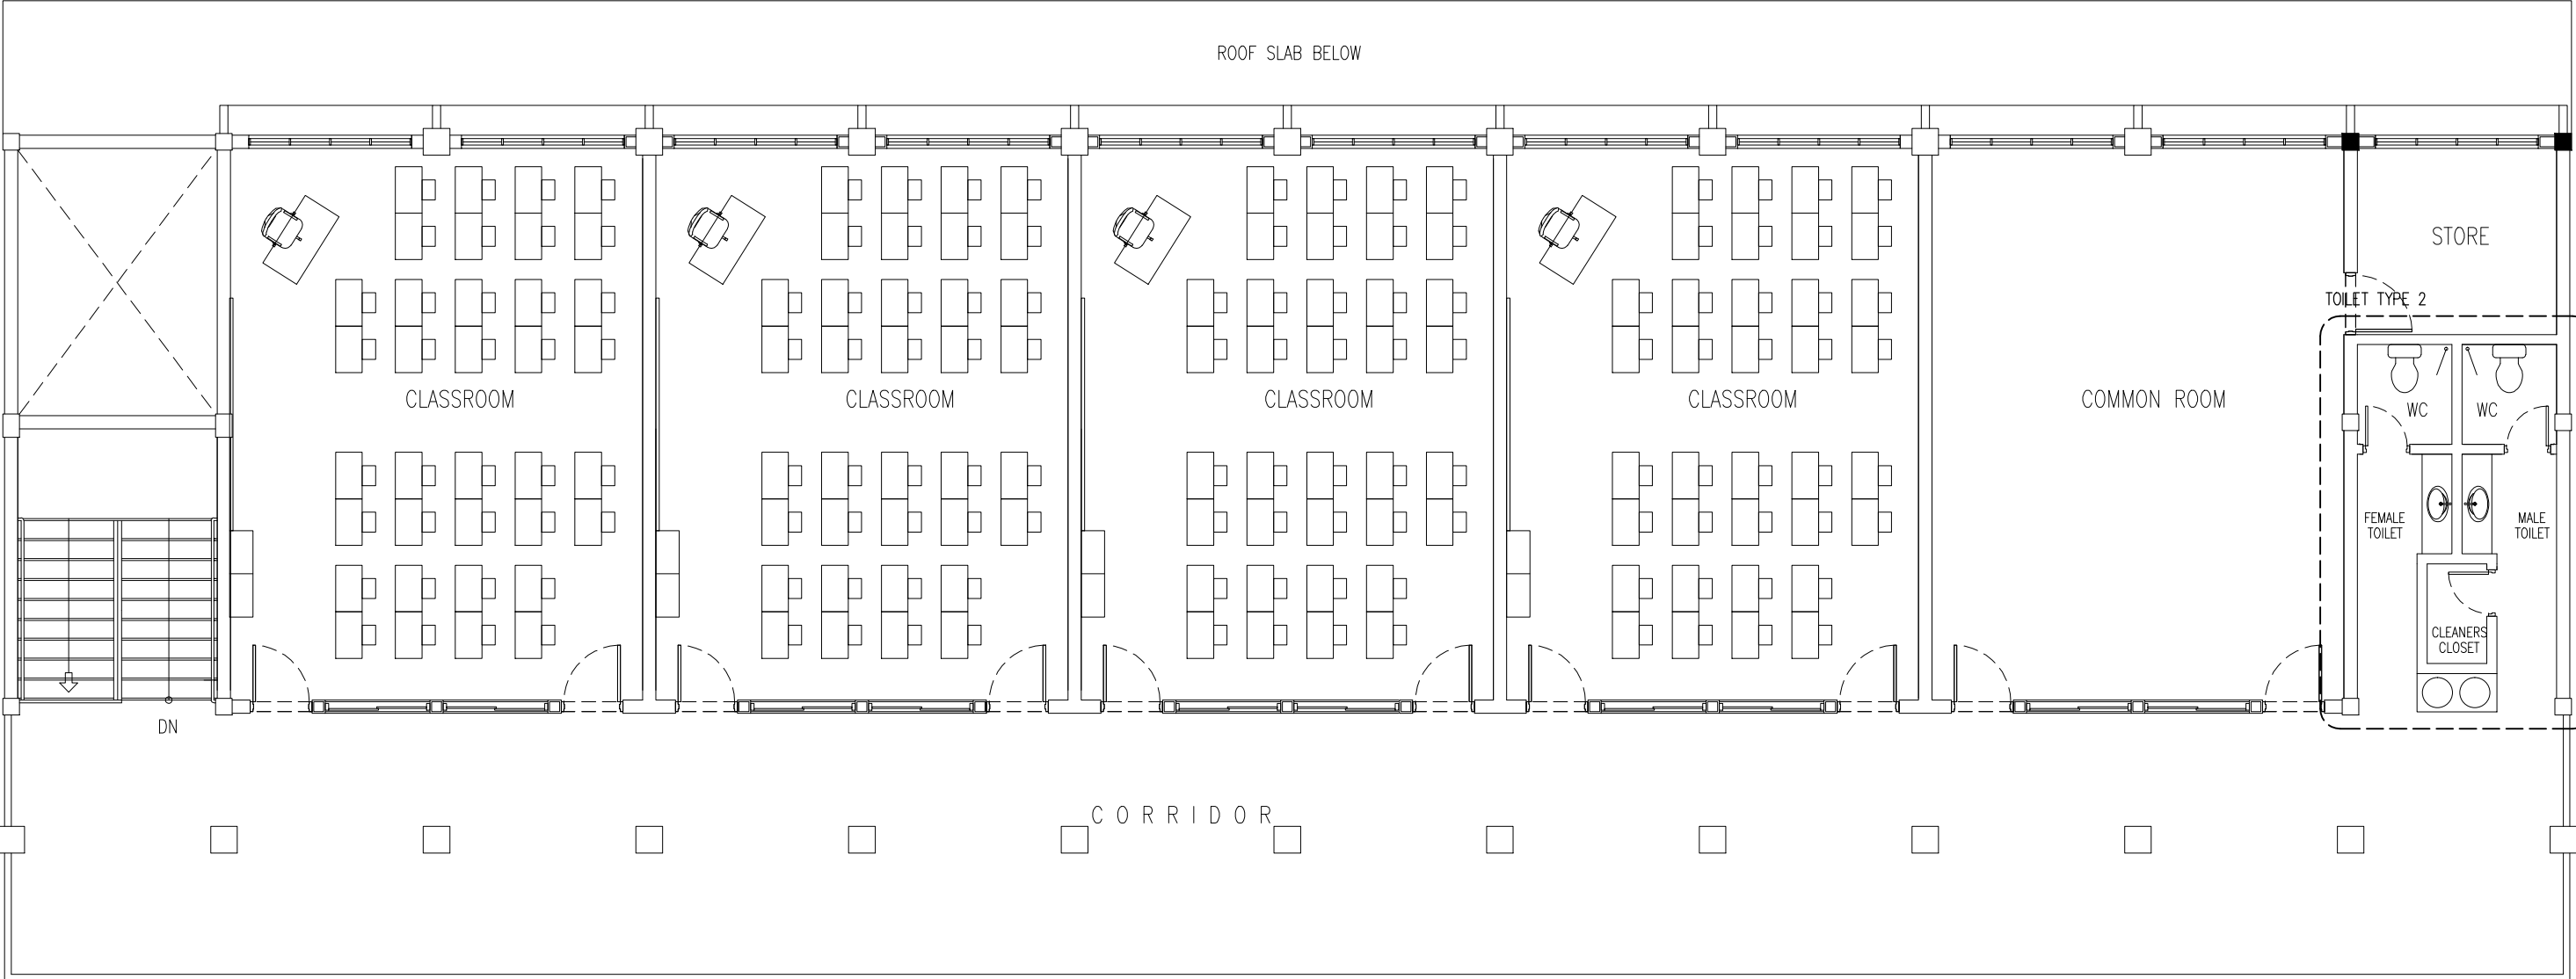 ROOF SLAB BELOW
STORE
TOILET TYPE 2
CLASSROOM
CLASSROOM
CLASSROOM
CLASSROOM
COMMON ROOM
WC
WC
FEMALE
TOILET
MALE
TOILET
CLEANERS
CLOSET
DN
CORRIDOR